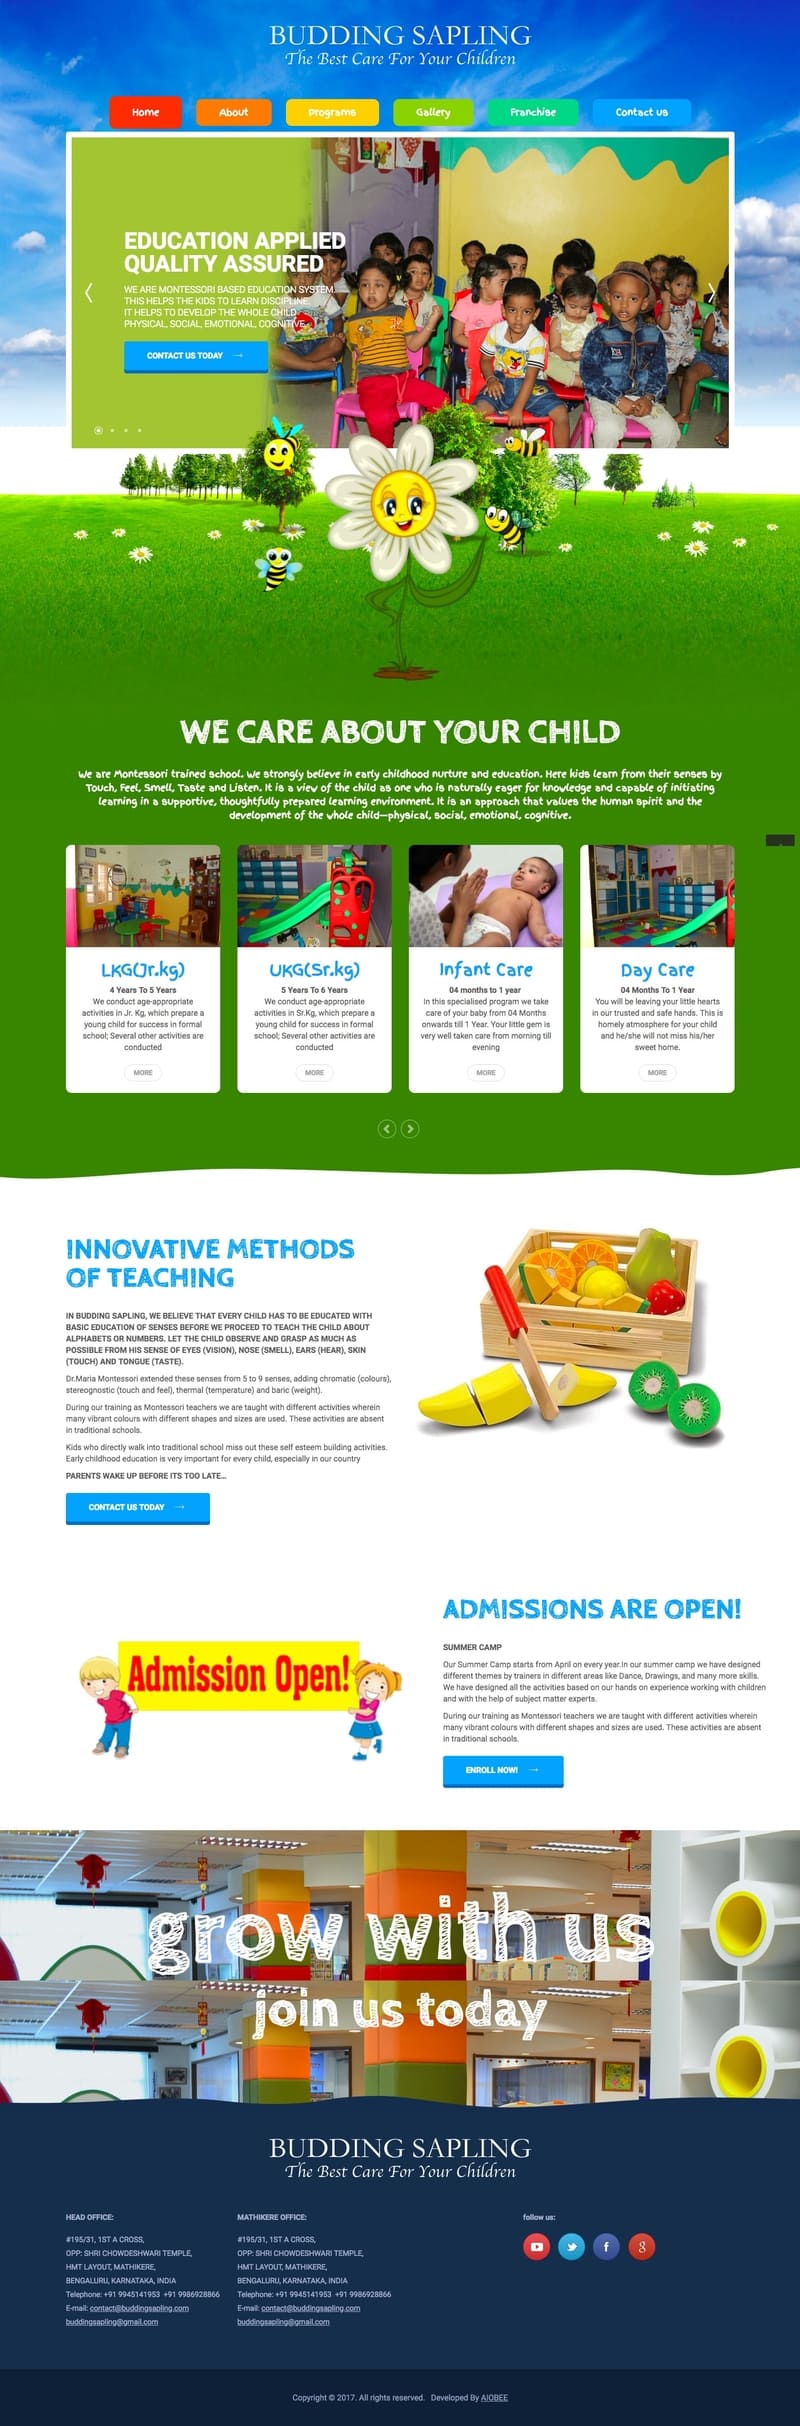 BUDDING SAPLING
The Best Care For Your Children
Home
About
Programs
Gallery
Franchise
Contact us
EDUCATION APPLIED
QUALITY ASSURED
WE ARE MONTESSORI BASED EDUCATION SYSTEM.
THIS HELPS THE KIDS TO LEARN DISCIPLINE.
IT HELPS TO DEVELOP THE WHOLE CHILD
PHYSICAL, SOCIAL, EMOTIONAL, COGNITIVE.
CONTACT US TODAY →
WE CARE ABOUT YOUR CHILD
We are Montessori trained school. We strongly believe in early childhood nurture and education. Here kids learn from their senses by
Touch, Feel, Smell, Taste and Listen. It is a view of the child as one who is naturally eager for knowledge and capable of initiating
learning in a supportive, thoughtfully prepared learning environment. It is an approach that values the human spirit and the
development of the whole child—physical, social, emotional, cognitive.
LKG(Jr.kg)
4 Years To 5 Years
We conduct age-appropriate
activities in Jr. Kg, which prepare a
young child for success in formal
school; Several other activities are
conducted
MORE
UKG(Sr.kg)
5 Years To 6 Years
We conduct age-appropriate
activities in Sr.Kg, which prepare a
young child for success in formal
school; Several other activities are
conducted
MORE
Infant Care
04 months to 1 year
In this specialised program we take
care of your baby from 04 Months
onwards till 1 Year. Your little gem is
very well taken care from morning till
evening
MORE
Day Care
04 Months To 1 Year
You will be leaving your little hearts
in our trusted and safe hands. This is
homely atmosphere for your child
and he/she will not miss his/her
sweet home.
MORE
INNOVATIVE METHODS
OF TEACHING
IN BUDDING SAPLING, WE BELIEVE THAT EVERY CHILD HAS TO BE EDUCATED WITH
BASIC EDUCATION OF SENSES BEFORE WE PROCEED TO TEACH THE CHILD ABOUT
ALPHABETS OR NUMBERS. LET THE CHILD OBSERVE AND GRASP AS MUCH AS
POSSIBLE FROM HIS SENSE OF EYES (VISION), NOSE (SMELL), EARS (HEAR), SKIN
(TOUCH) AND TONGUE (TASTE).
Dr.Maria Montessori extended these senses from 5 to 9 senses, adding chromatic (colours),
stereognostic (touch and feel), thermal (temperature) and baric (weight).
During our training as Montessori teachers we are taught with different activities wherein
many vibrant colours with different shapes and sizes are used. These activities are absent
in traditional schools.
Kids who directly walk into traditional school miss out these self esteem building activities.
Early childhood education is very important for every child, especially in our country
PARENTS WAKE UP BEFORE ITS TOO LATE...
CONTACT US TODAY →
Admission Open!
ADMISSIONS ARE OPEN!
SUMMER CAMP
Our Summer Camp starts from April on every year.In our summer camp we have designed
different themes by trainers in different areas like Dance, Drawings, and many more skills.
We have designed all the activities based on our hands on experience working with children
and with the help of subject matter experts.
During our training as Montessori teachers we are taught with different activities wherein
many vibrant colours with different shapes and sizes are used. These activities are absent
in traditional schools.
ENROLL NOW! →
grow with us
join us today
BUDDING SAPLING
The Best Care For Your Children
HEAD OFFICE:
#195/31, 1ST A CROSS,
OPP: SHRI CHOWDESHWARI TEMPLE,
HMT LAYOUT, MATHIKERE,
BENGALURU, KARNATAKA, INDIA
Telephone: +91 9945141953 +91 9986928866
E-mail: contact@buddingsapling.com
buddingsapling@gmail.com
MATHIKERE OFFICE:
#195/31, 1ST A CROSS,
OPP: SHRI CHOWDESHWARI TEMPLE,
HMT LAYOUT, MATHIKERE,
BENGALURU, KARNATAKA, INDIA
Telephone: +91 9945141953 +91 9986928866
E-mail: contact@buddingsapling.com
buddingsapling@gmail.com
follow us:
Copyright © 2017. All rights reserved. Developed By AIOBEE